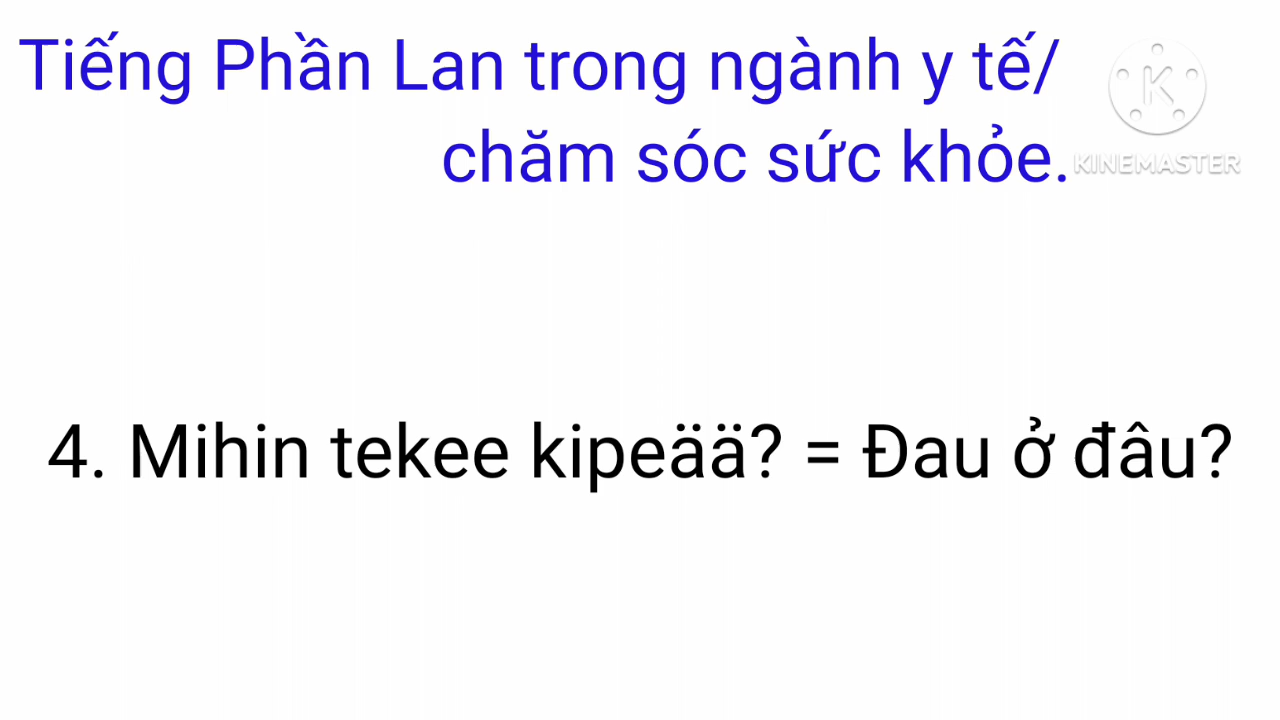 Tiếng Phần Lan trong ngành y tế/
chăm sóc sức khỏe.
K
KINEMASTER
4. Mihin tekee kipeää? = Đau ở đâu?